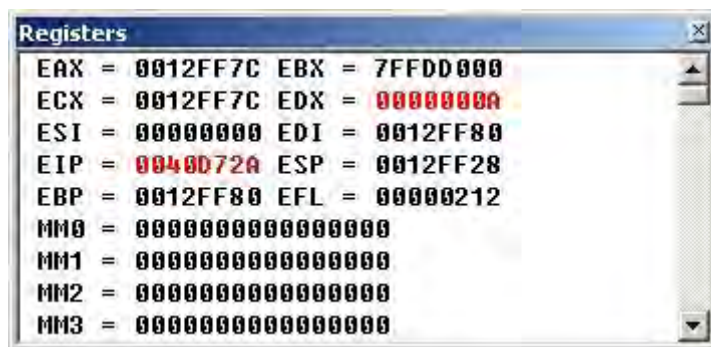 Registers
EAX = 0012FF7C EBX = 7FFDD000
ECX = 0012FF7C EDX = 0000000A
ESI = 00000000 EDI = 0012FF80
EIP = 0040D72A ESP = 0012FF28
EBP = 0012FF80 EFL = 00000212
MM0 = 0000000000000000
MM1 = 0000000000000000
MM2 = 0000000000000000
MM3 = 0000000000000000